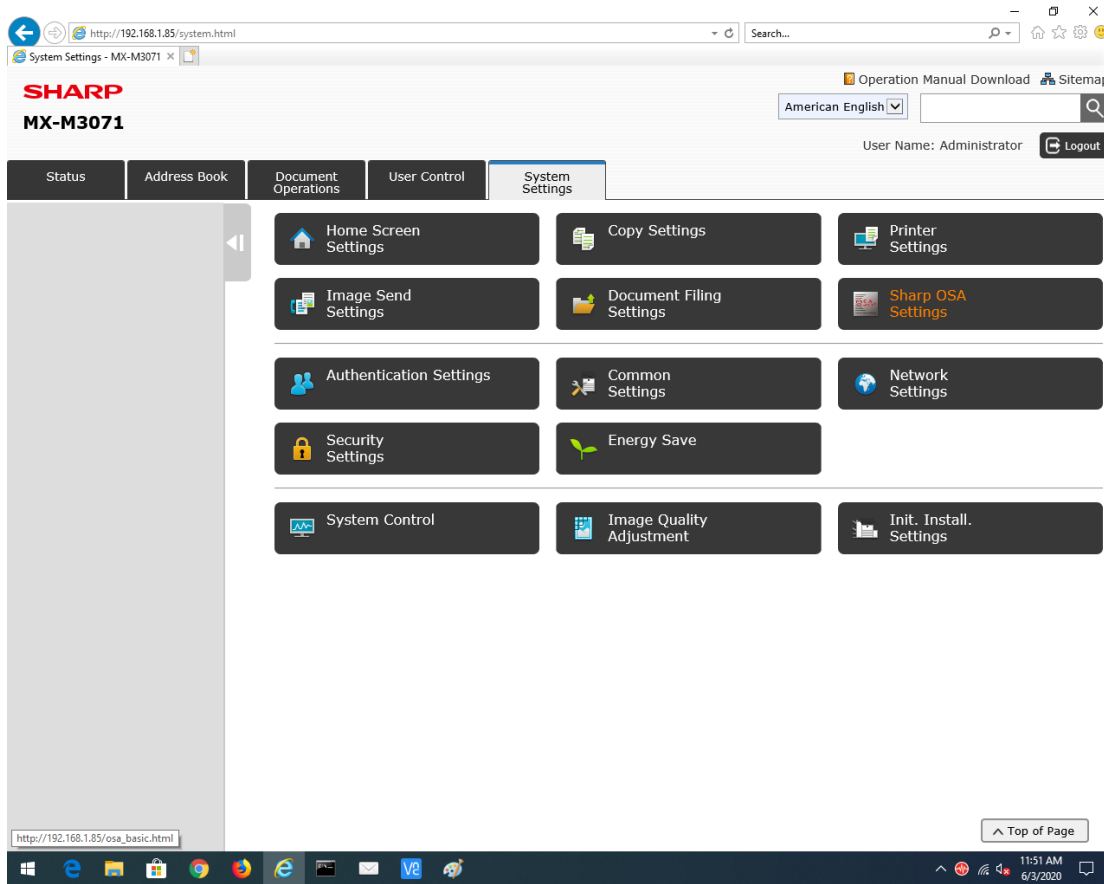 http://192.168.1.85/system.html
Search...
System Settings - MX-M3071
Operation Manual Download
Sitemap
SHARP
American English
MX-M3071
User Name: Administrator
Logout
Status
Address Book
Document
Operations
User Control
System
Settings
Home Screen
Settings
Copy Settings
Printer
Settings
Image Send
Settings
Document Filing
Settings
Sharp OSA
Settings
Authentication Settings
Common
Settings
Network
Settings
Security
Settings
Energy Save
System Control
Image Quality
Adjustment
Init. Install.
Settings
Top of Page
http://192.168.1.85/osa_basic.html
11:51 AM
6/3/2020